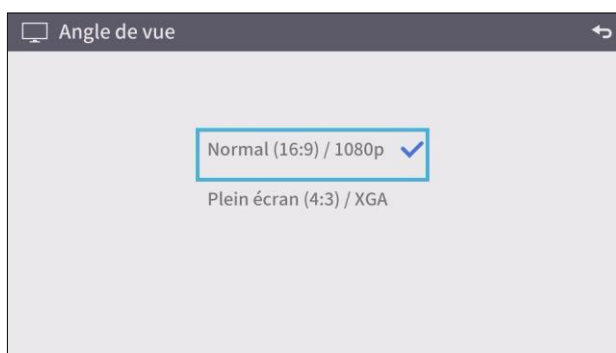 Angle de vue
Normal (16:9) / 1080p
Plein écran (4:3) / XGA